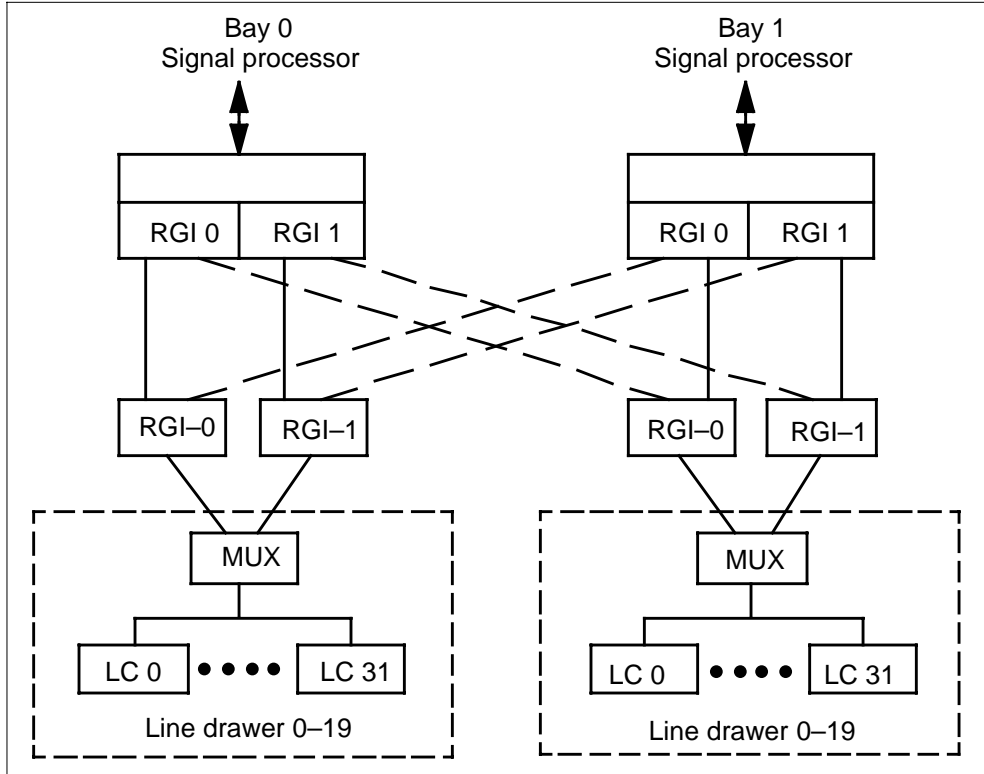 Bay 0
Signal processor
Bay 1
Signal processor
RGI 0
RGI 1
RGI 0
RGI 1
RGI–0
RGI–1
RGI–0
RGI–1
MUX
MUX
LC 0
LC 31
LC 0
LC 31
Line drawer 0–19
Line drawer 0–19